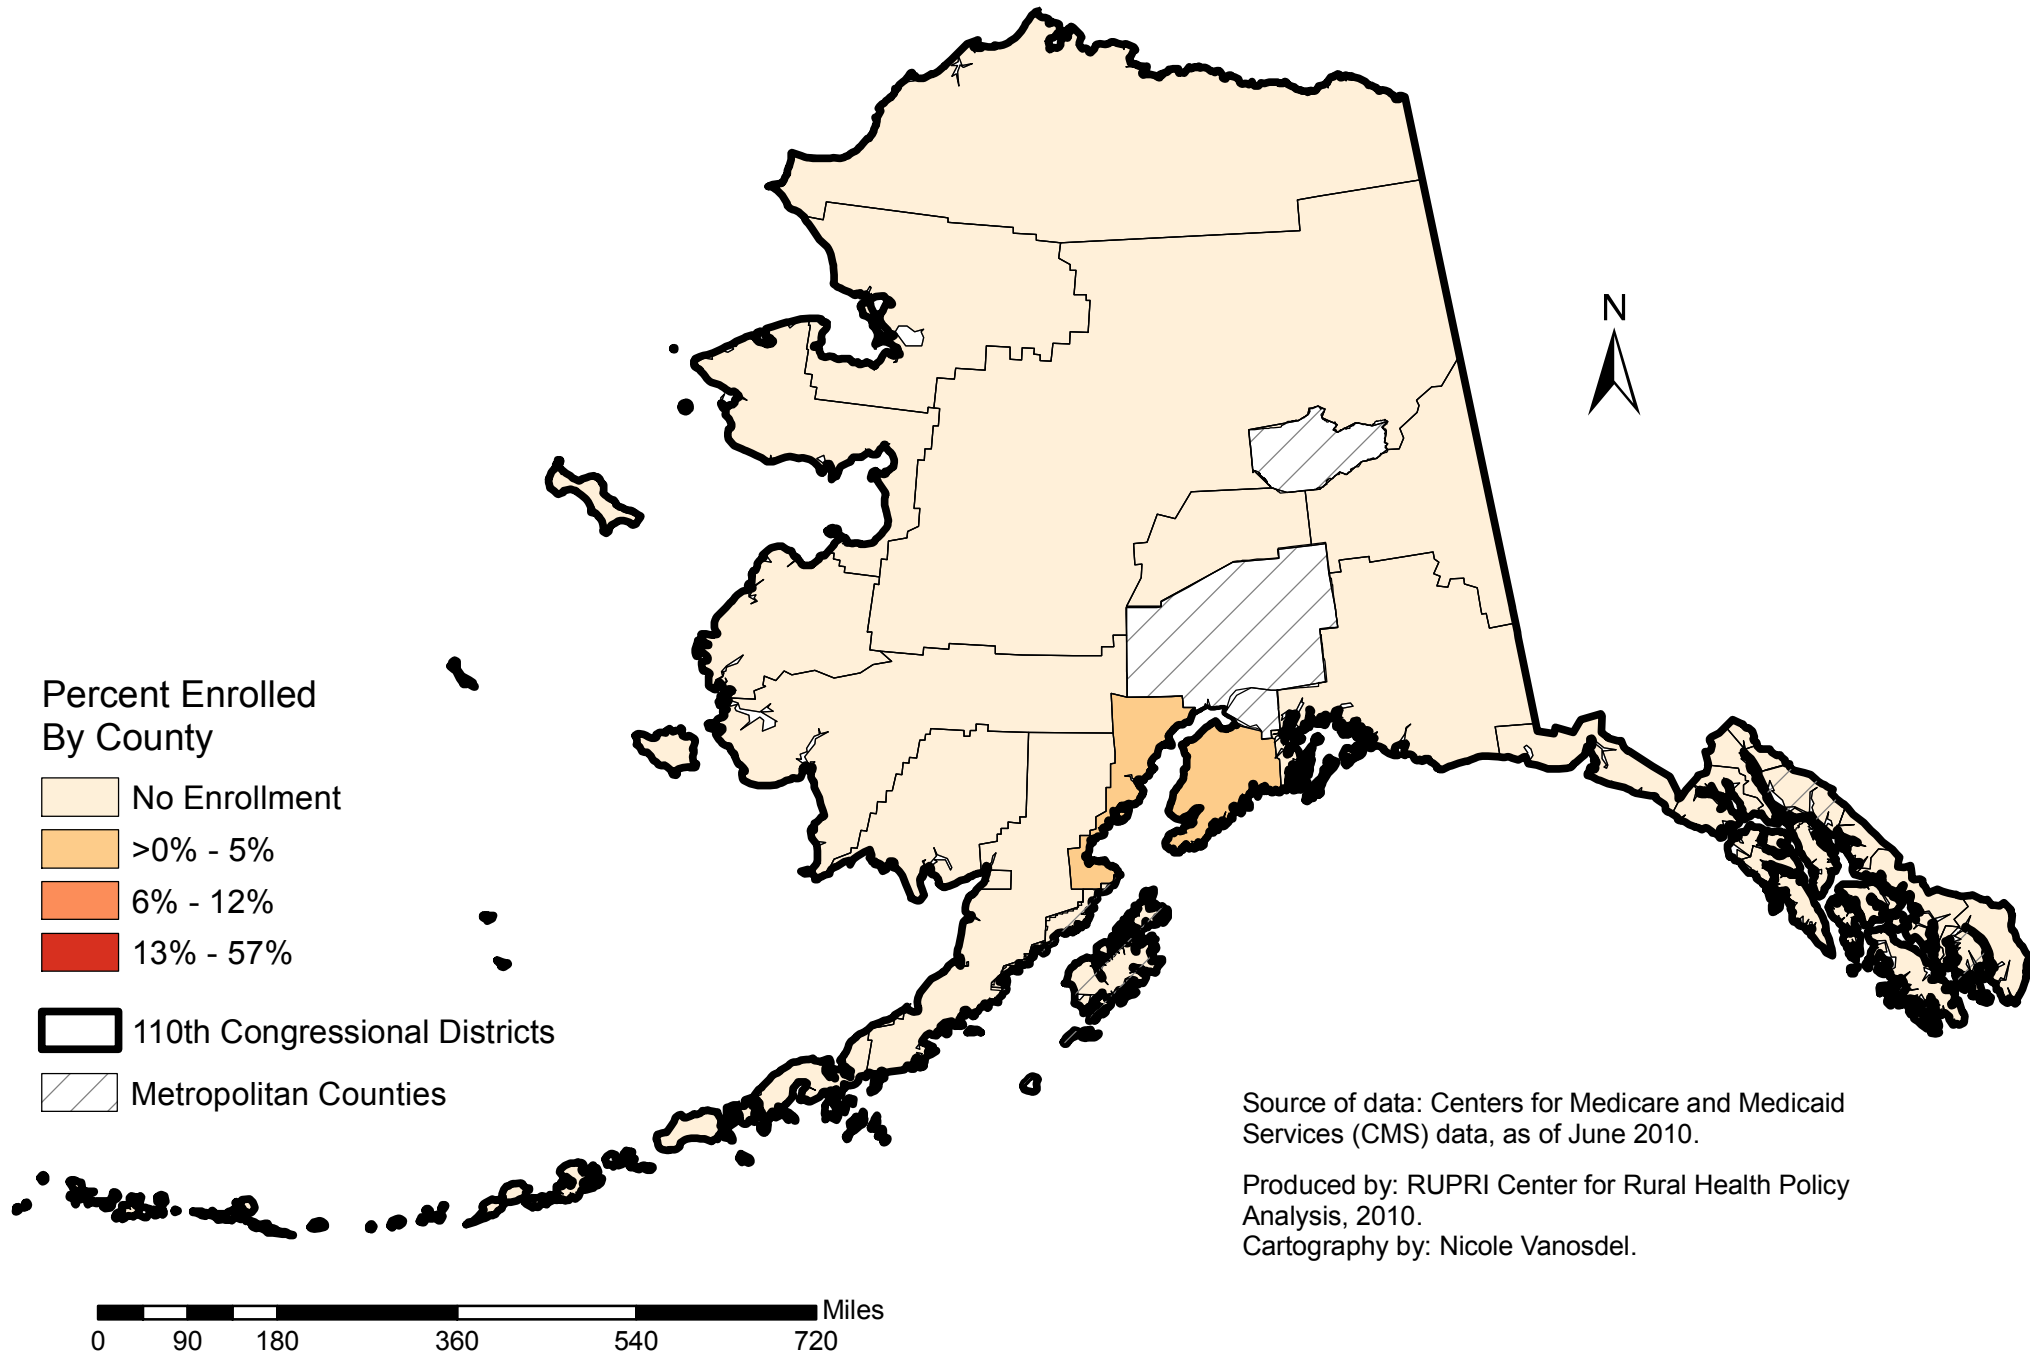 N
Percent Enrolled
By County
No Enrollment
>0% - 5%
6% - 12%
13% - 57%
110th Congressional Districts
Metropolitan Counties
Source of data: Centers for Medicare and Medicaid
Services (CMS) data, as of June 2010.
Produced by: RUPRI Center for Rural Health Policy
Analysis, 2010.
Cartography by: Nicole Vanosdel.
Miles
0 90 180 360 540 720